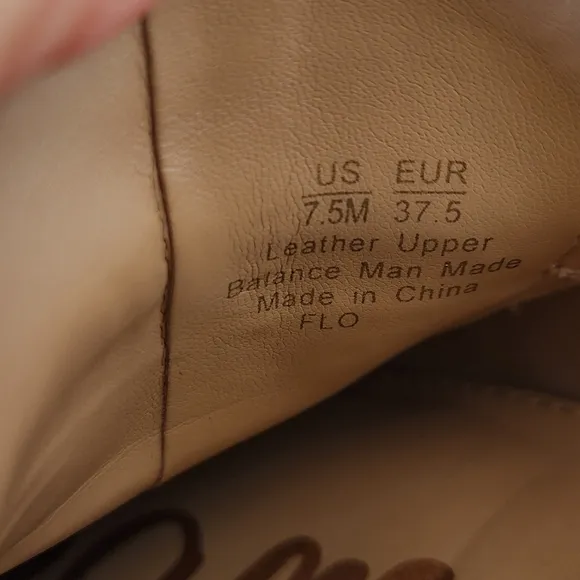 US EUR
7.5M 37.5
Leather Upper
Balance Man Made
Made in China
FLO